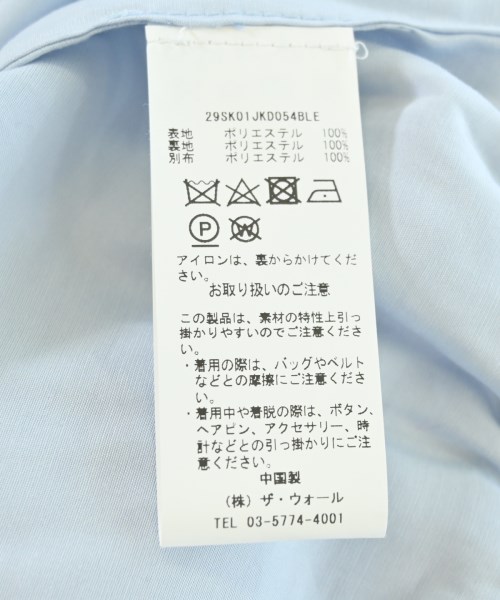 29SK01JKD054BLE
表地 ポリエステル 100%
裏地 ポリエステル 100%
別布 ポリエステル 100%
P W
アイロンは、裏からかけてくだ
さい。
お取り扱いのご注意
この製品は、素材の特性上引っ
掛かりやすいのでご注意くださ
い。
・着用の際は、バッグやベルト
などとの摩擦にご注意ください
。
・着用中や着脱の際は、ボタン、
ヘアピン、アクセサリー、時
計などとの引っ掛かりにご注
意ください。
中国製
（株）ザ・ウォール
TEL 03-5774-4001